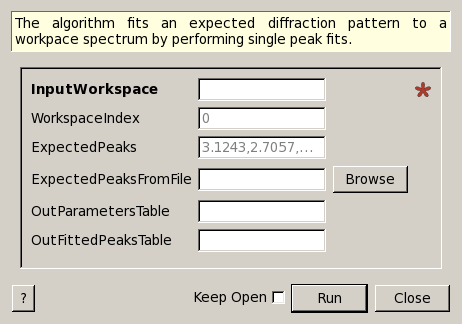 The algorithm fits an expected diffraction pattern to a
workpace spectrum by performing single peak fits.
InputWorkspace *
WorkspaceIndex 0
ExpectedPeaks 3.1243,2.7057,...
ExpectedPeaksFromFile Browse
OutParametersTable
OutFittedPeaksTable
? Keep Open Run Close